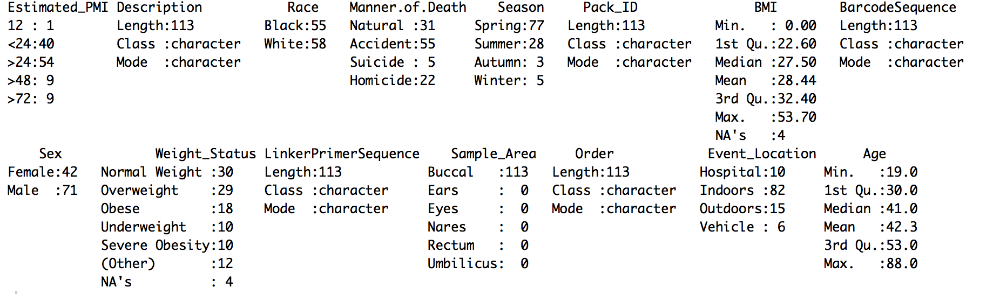 Estimated_PMI Description           Race   Manner.of.Death    Season     Pack_ID               BMI        BarcodeSequence
12 : 1        Length:113         Black:55   Natural :31     Spring:77   Length:113         Min.   : 0.00   Length:113
<24:40        Class :character   White:58   Accident:55     Summer:28   Class :character   1st Qu.:22.60   Class :character
>24:54        Mode  :character              Suicide : 5     Autumn: 3   Mode  :character   Median :27.50   Mode  :character
>48: 9                                      Homicide:22     Winter: 5                      Mean   :28.44
>72: 9                                                                                     3rd Qu.:32.40
                                                                                           Max.   :53.70
                                                                                           NA's   :4
    Sex            Weight_Status LinkerPrimerSequence    Sample_Area     Order            Event_Location      Age
Female:42   Normal Weight :30    Length:113           Buccal   :113   Length:113         Hospital:10     Min.   :19.0
Male  :71   Overweight    :29    Class :character     Ears     :  0   Class :character   Indoors :82     1st Qu.:30.0
            Obese         :18    Mode  :character     Eyes     :  0   Mode  :character   Outdoors:15     Median :41.0
            Underweight   :10                         Nares    :  0                      Vehicle : 6     Mean   :42.3
            Severe Obesity:10                         Rectum   :  0                                      3rd Qu.:53.0
            (Other)       :12                         Umbilicus:  0                                      Max.   :88.0
            NA's          : 4